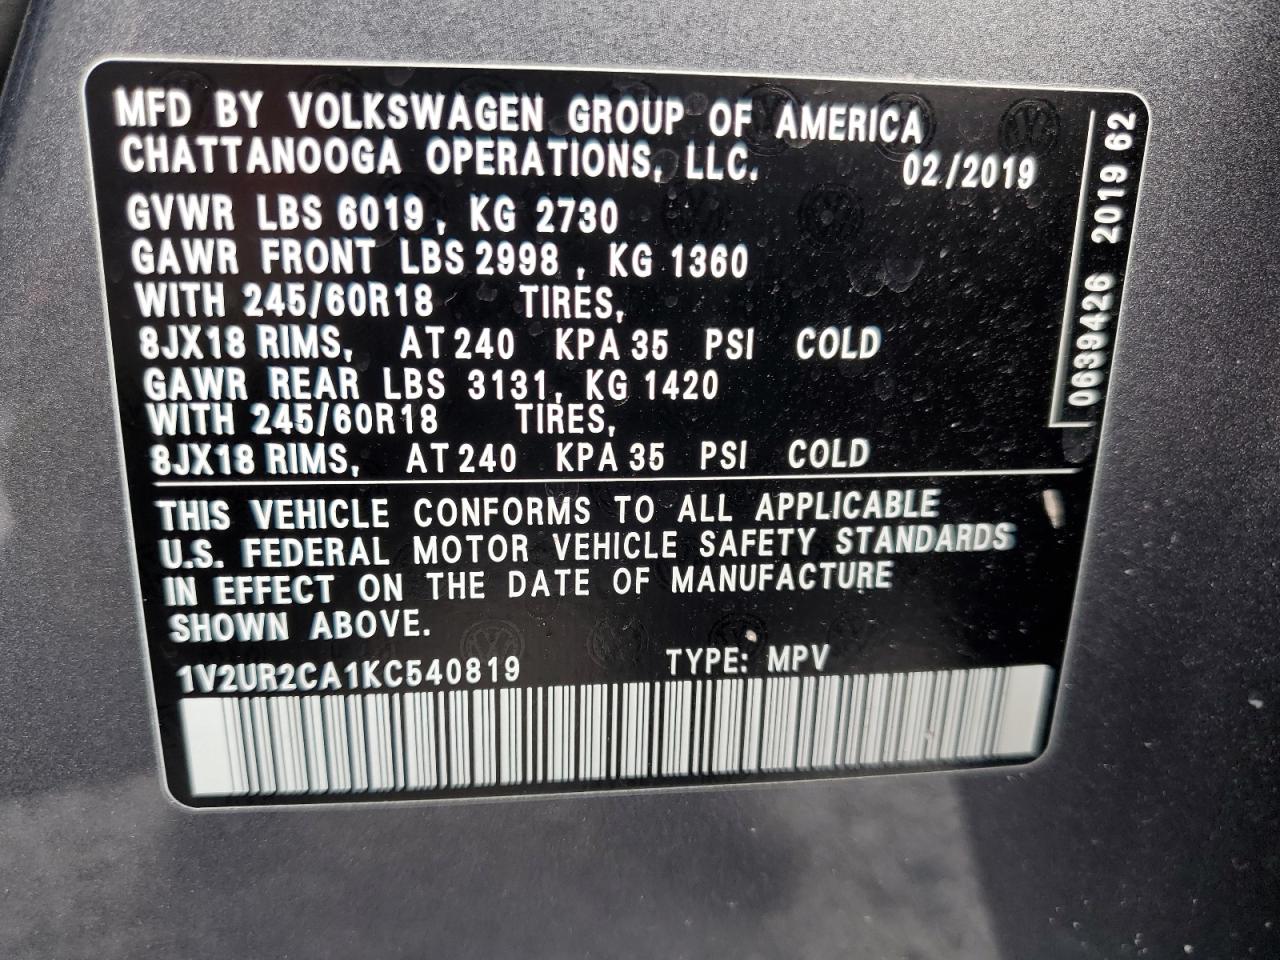 MFD BY VOLKSWAGEN GROUP OF AMERICA
CHATTANOOGA OPERATIONS, LLC. 02/2019
GVWR LBS 6019, KG 2730
GAWR FRONT LBS 2998, KG 1360
WITH 245/60R18 TIRES,
8JX18 RIMS, AT 240 KPA 35 PSI COLD
GAWR REAR LBS 3131, KG 1420
WITH 245/60R18 TIRES,
8JX18 RIMS, AT 240 KPA 35 PSI COLD
0639426 2019 62
THIS VEHICLE CONFORMS TO ALL APPLICABLE
U.S. FEDERAL MOTOR VEHICLE SAFETY STANDARDS
IN EFFECT ON THE DATE OF MANUFACTURE
SHOWN ABOVE.
1V2UR2CA1KC540819 TYPE: MPV